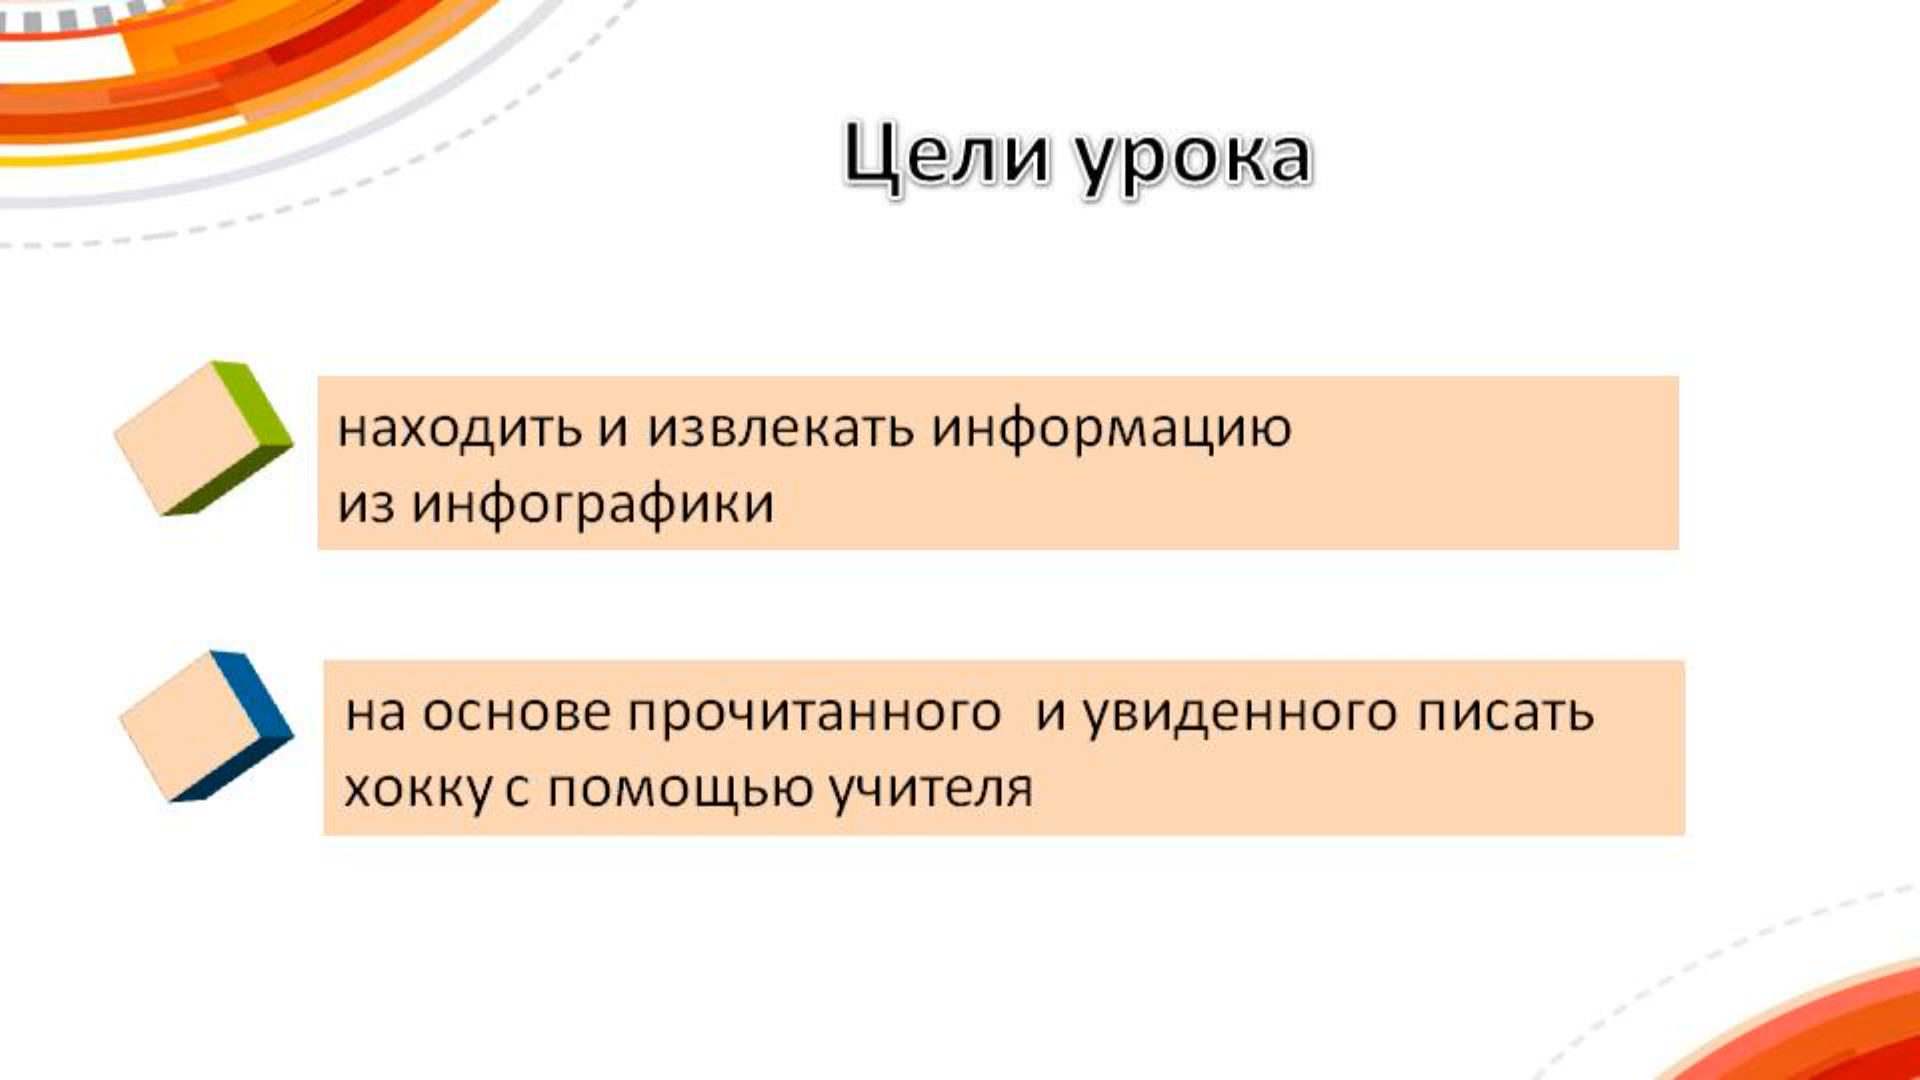 Цели урока
находить и извлекать информацию
из инфографики
на основе прочитанного и увиденного писать
хокку с помощью учителя